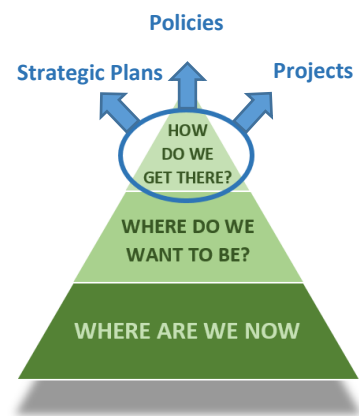 Policies
Strategic Plans
Projects
HOW
DO WE
GET THERE?
WHERE DO WE
WANT TO BE?
WHERE ARE WE NOW